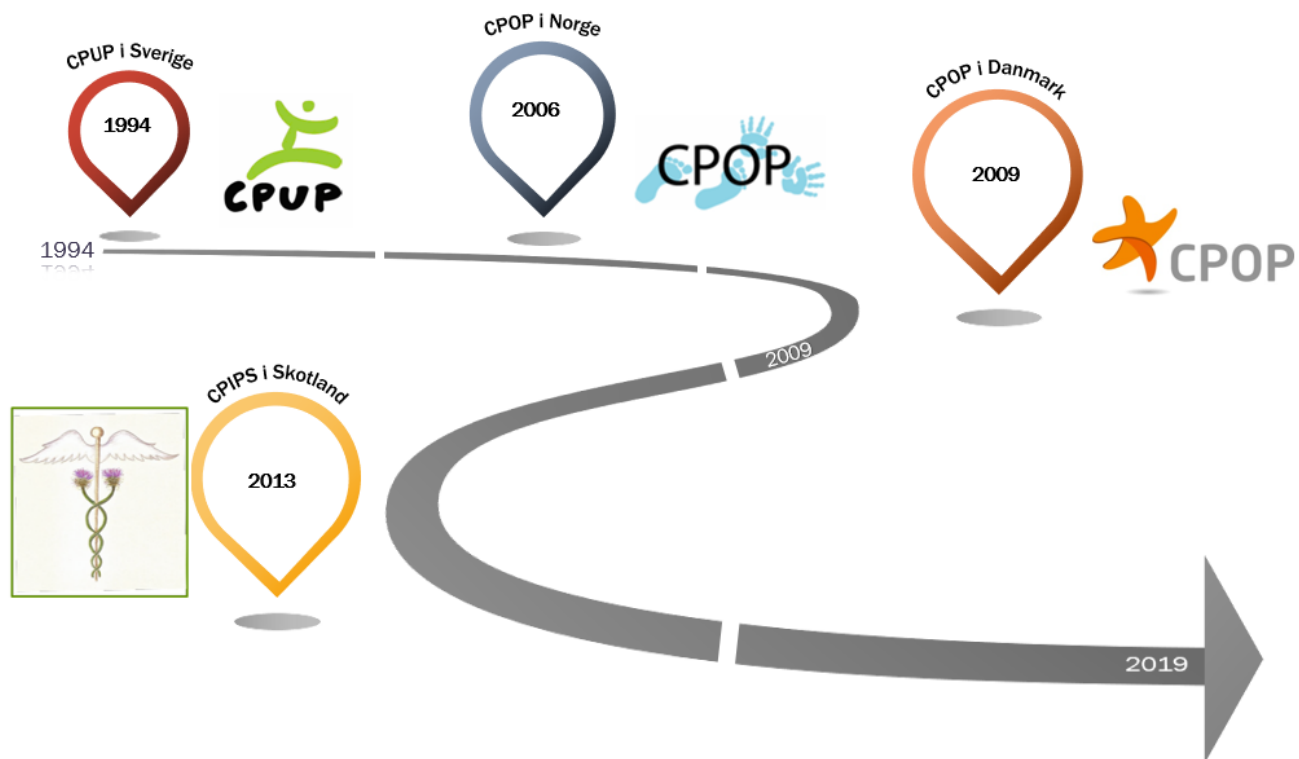 CPUP i Sverige
1994
CPUP
CPOP i Norge
2006
CPOP
CPOP i Danmark
2009
CPOP
1994
2009
CPIPS i Skotland
2013
2019